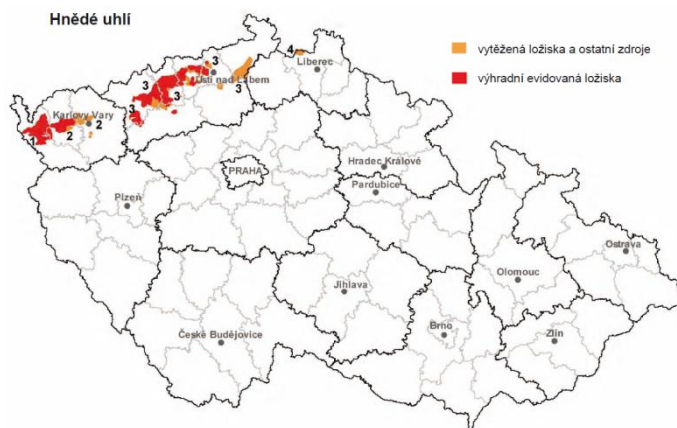 Hnědé uhlí
vytěžená ložiska a ostatní zdroje
výhradní evidovaná ložiska
4
Liberec
3
Ústí nad Labem
3
3
3
3
Karlovy Vary
2
1
2
Hradec Králové
PRAHA
Pardubice
Plzeň
Ostrava
Olomouc
Jihlava
Brno
Zlín
České Budějovice